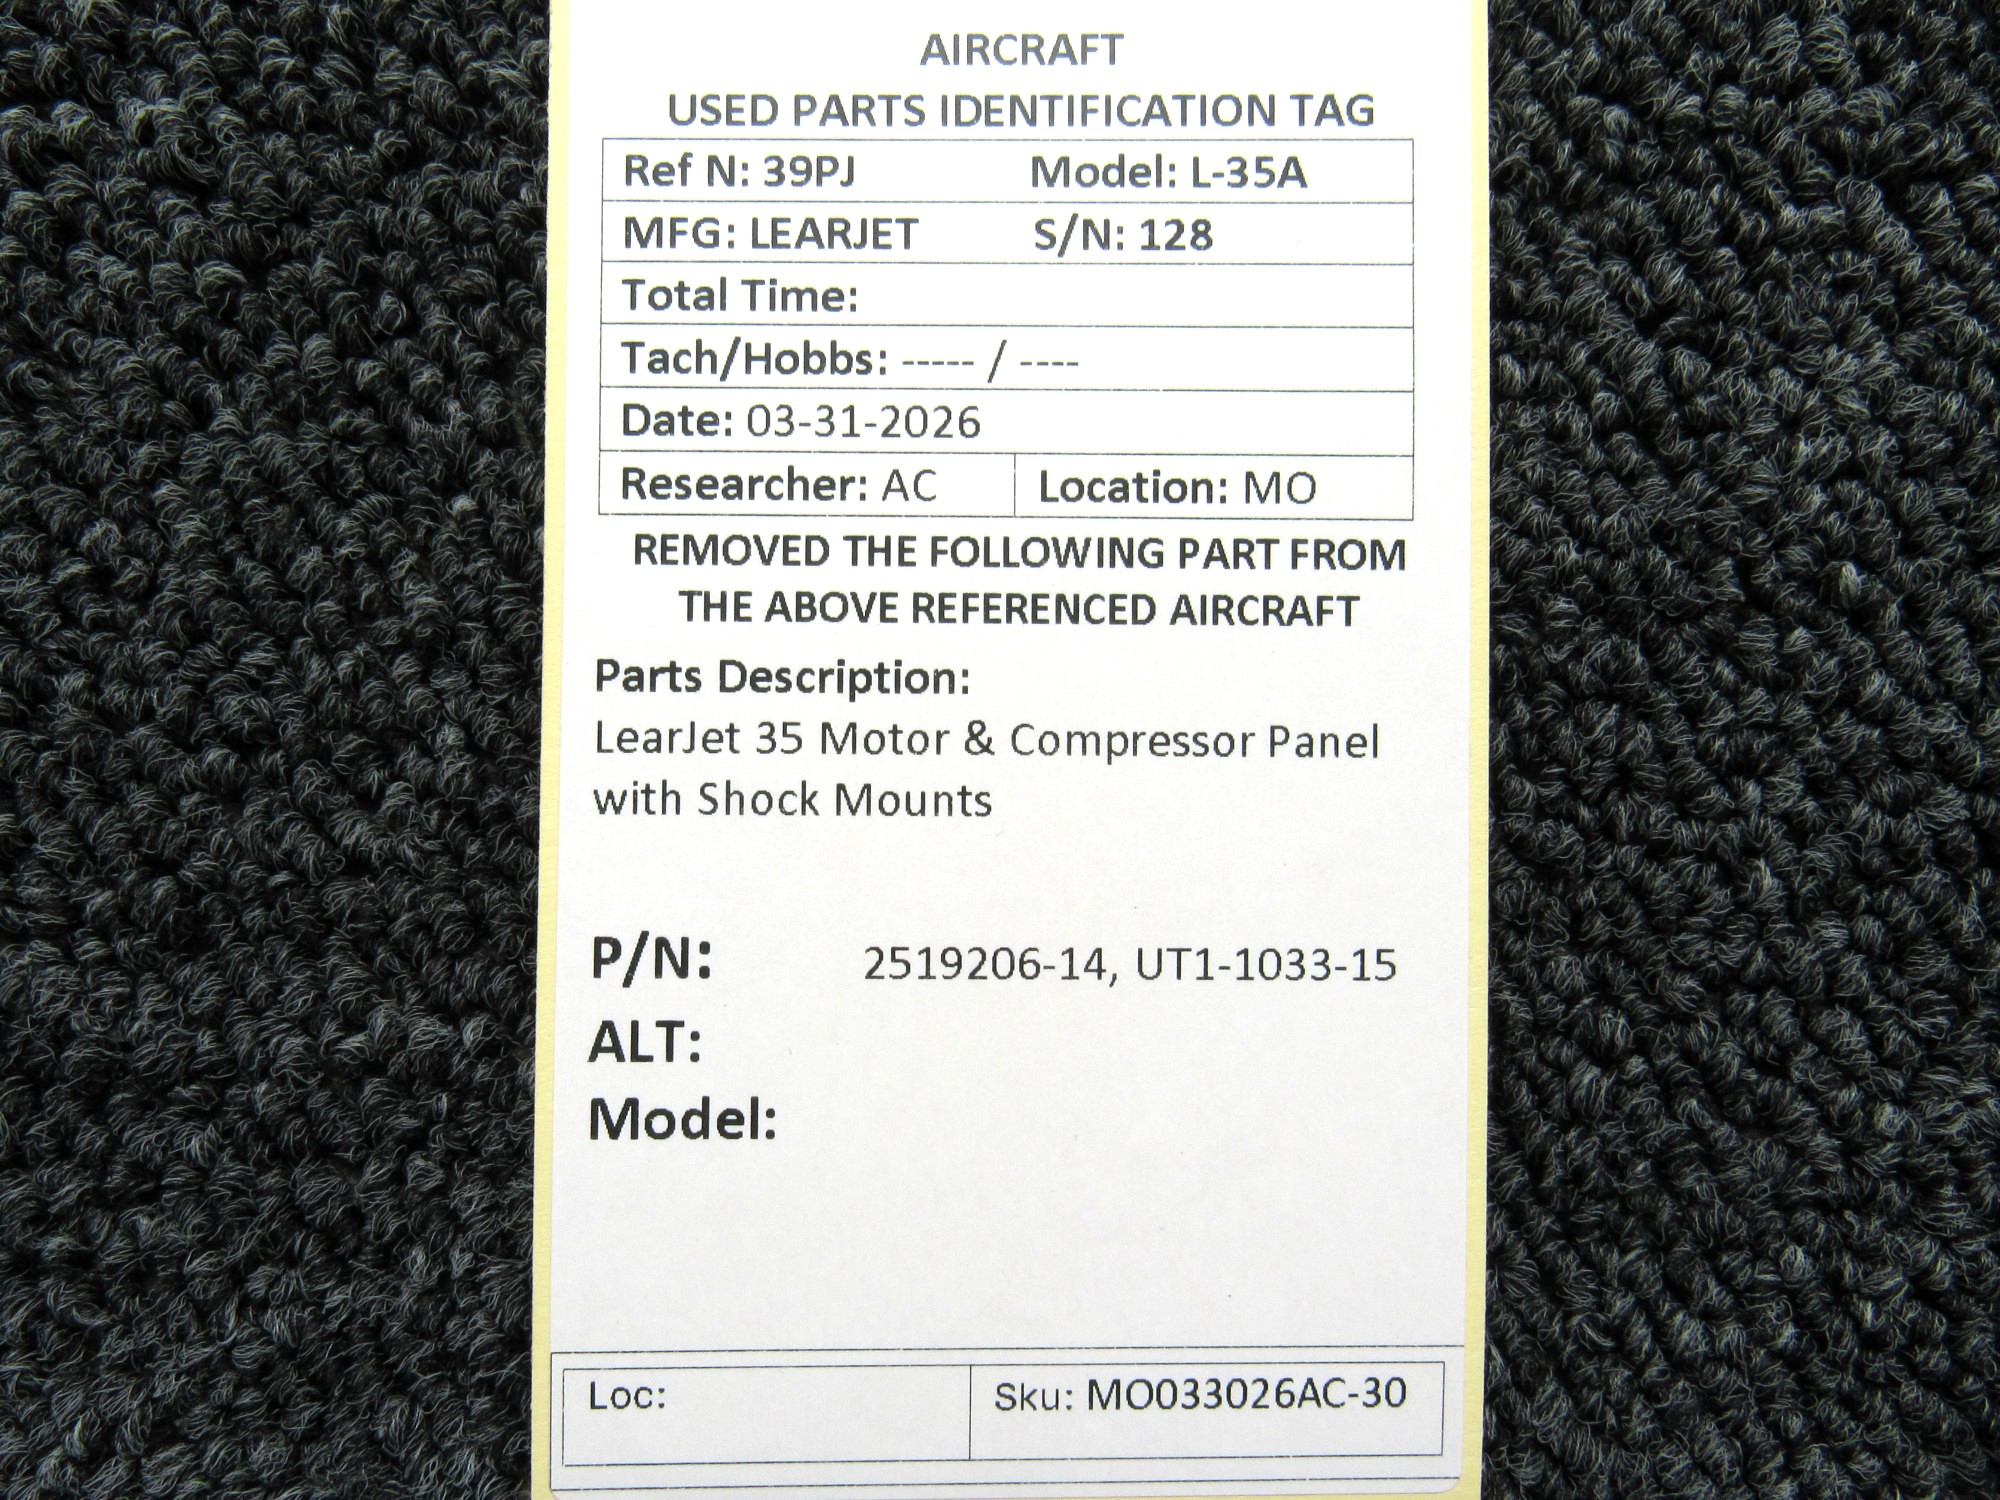 AIRCRAFT
USED PARTS IDENTIFICATION TAG
Ref N: 39PJ Model: L-35A
MFG: LEARJET S/N: 128
Total Time:
Tach/Hobbs: ----- / ----
Date: 03-31-2026
Researcher: AC Location: MO
REMOVED THE FOLLOWING PART FROM
THE ABOVE REFERENCED AIRCRAFT
Parts Description:
LearJet 35 Motor & Compressor Panel
with Shock Mounts
P/N: 2519206-14, UT1-1033-15
ALT:
Model:
Loc: Sku: MO033026AC-30